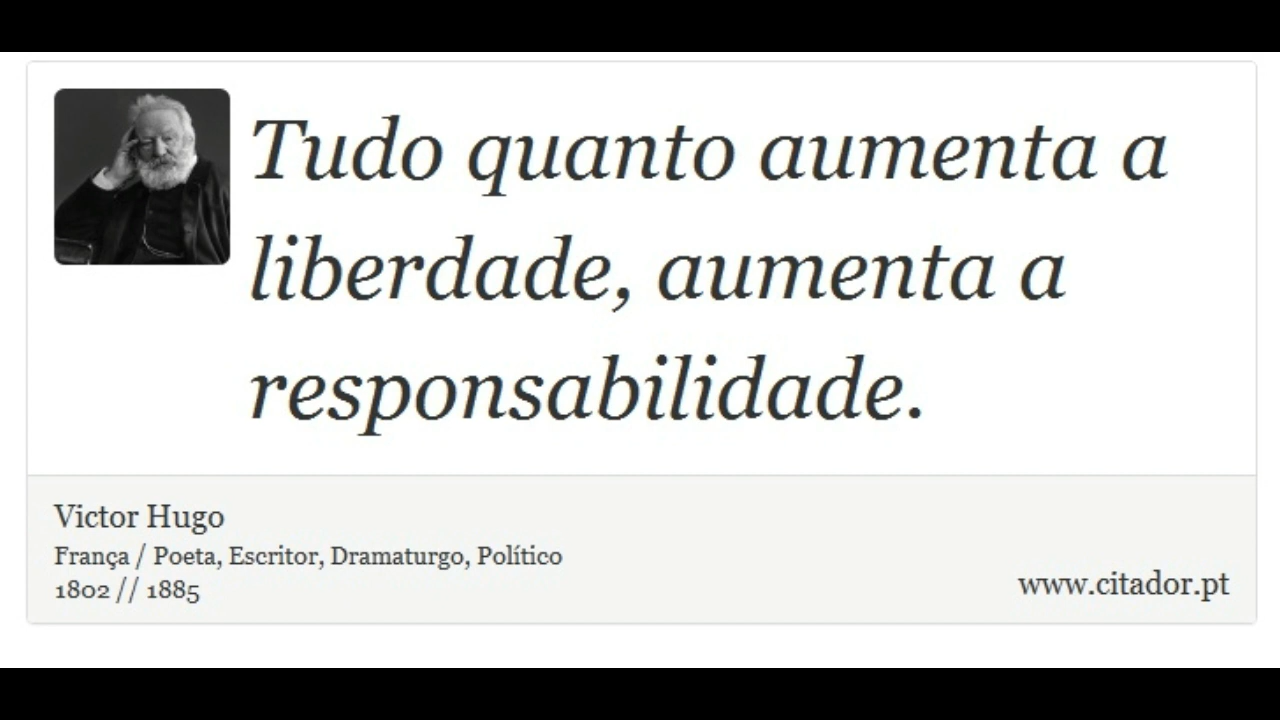 Tudo quanto aumenta a
liberdade, aumenta a
responsabilidade.
Victor Hugo
França / Poeta, Escritor, Dramaturgo, Político
1802 // 1885
www.citador.pt